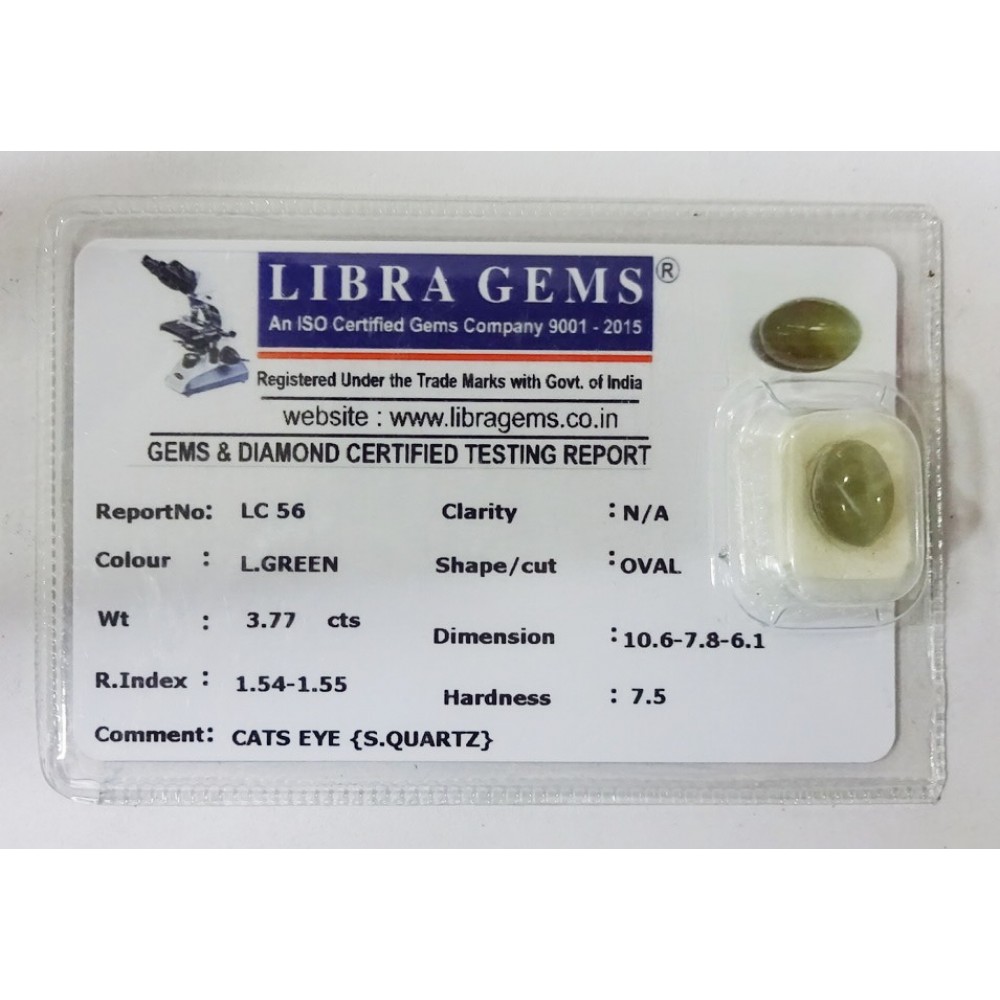 LIBRA GEMS ®
An ISO Certified Gems Company 9001 - 2015
Registered Under the Trade Marks with Govt. of India
website : www.libragems.co.in
GEMS & DIAMOND CERTIFIED TESTING REPORT
ReportNo: LC 56 Clarity : N/A
Colour : L.GREEN Shape/cut : OVAL
Wt : 3.77 cts Dimension : 10.6-7.8-6.1
R.Index : 1.54-1.55 Hardness : 7.5
Comment: CATS EYE {S.QUARTZ}